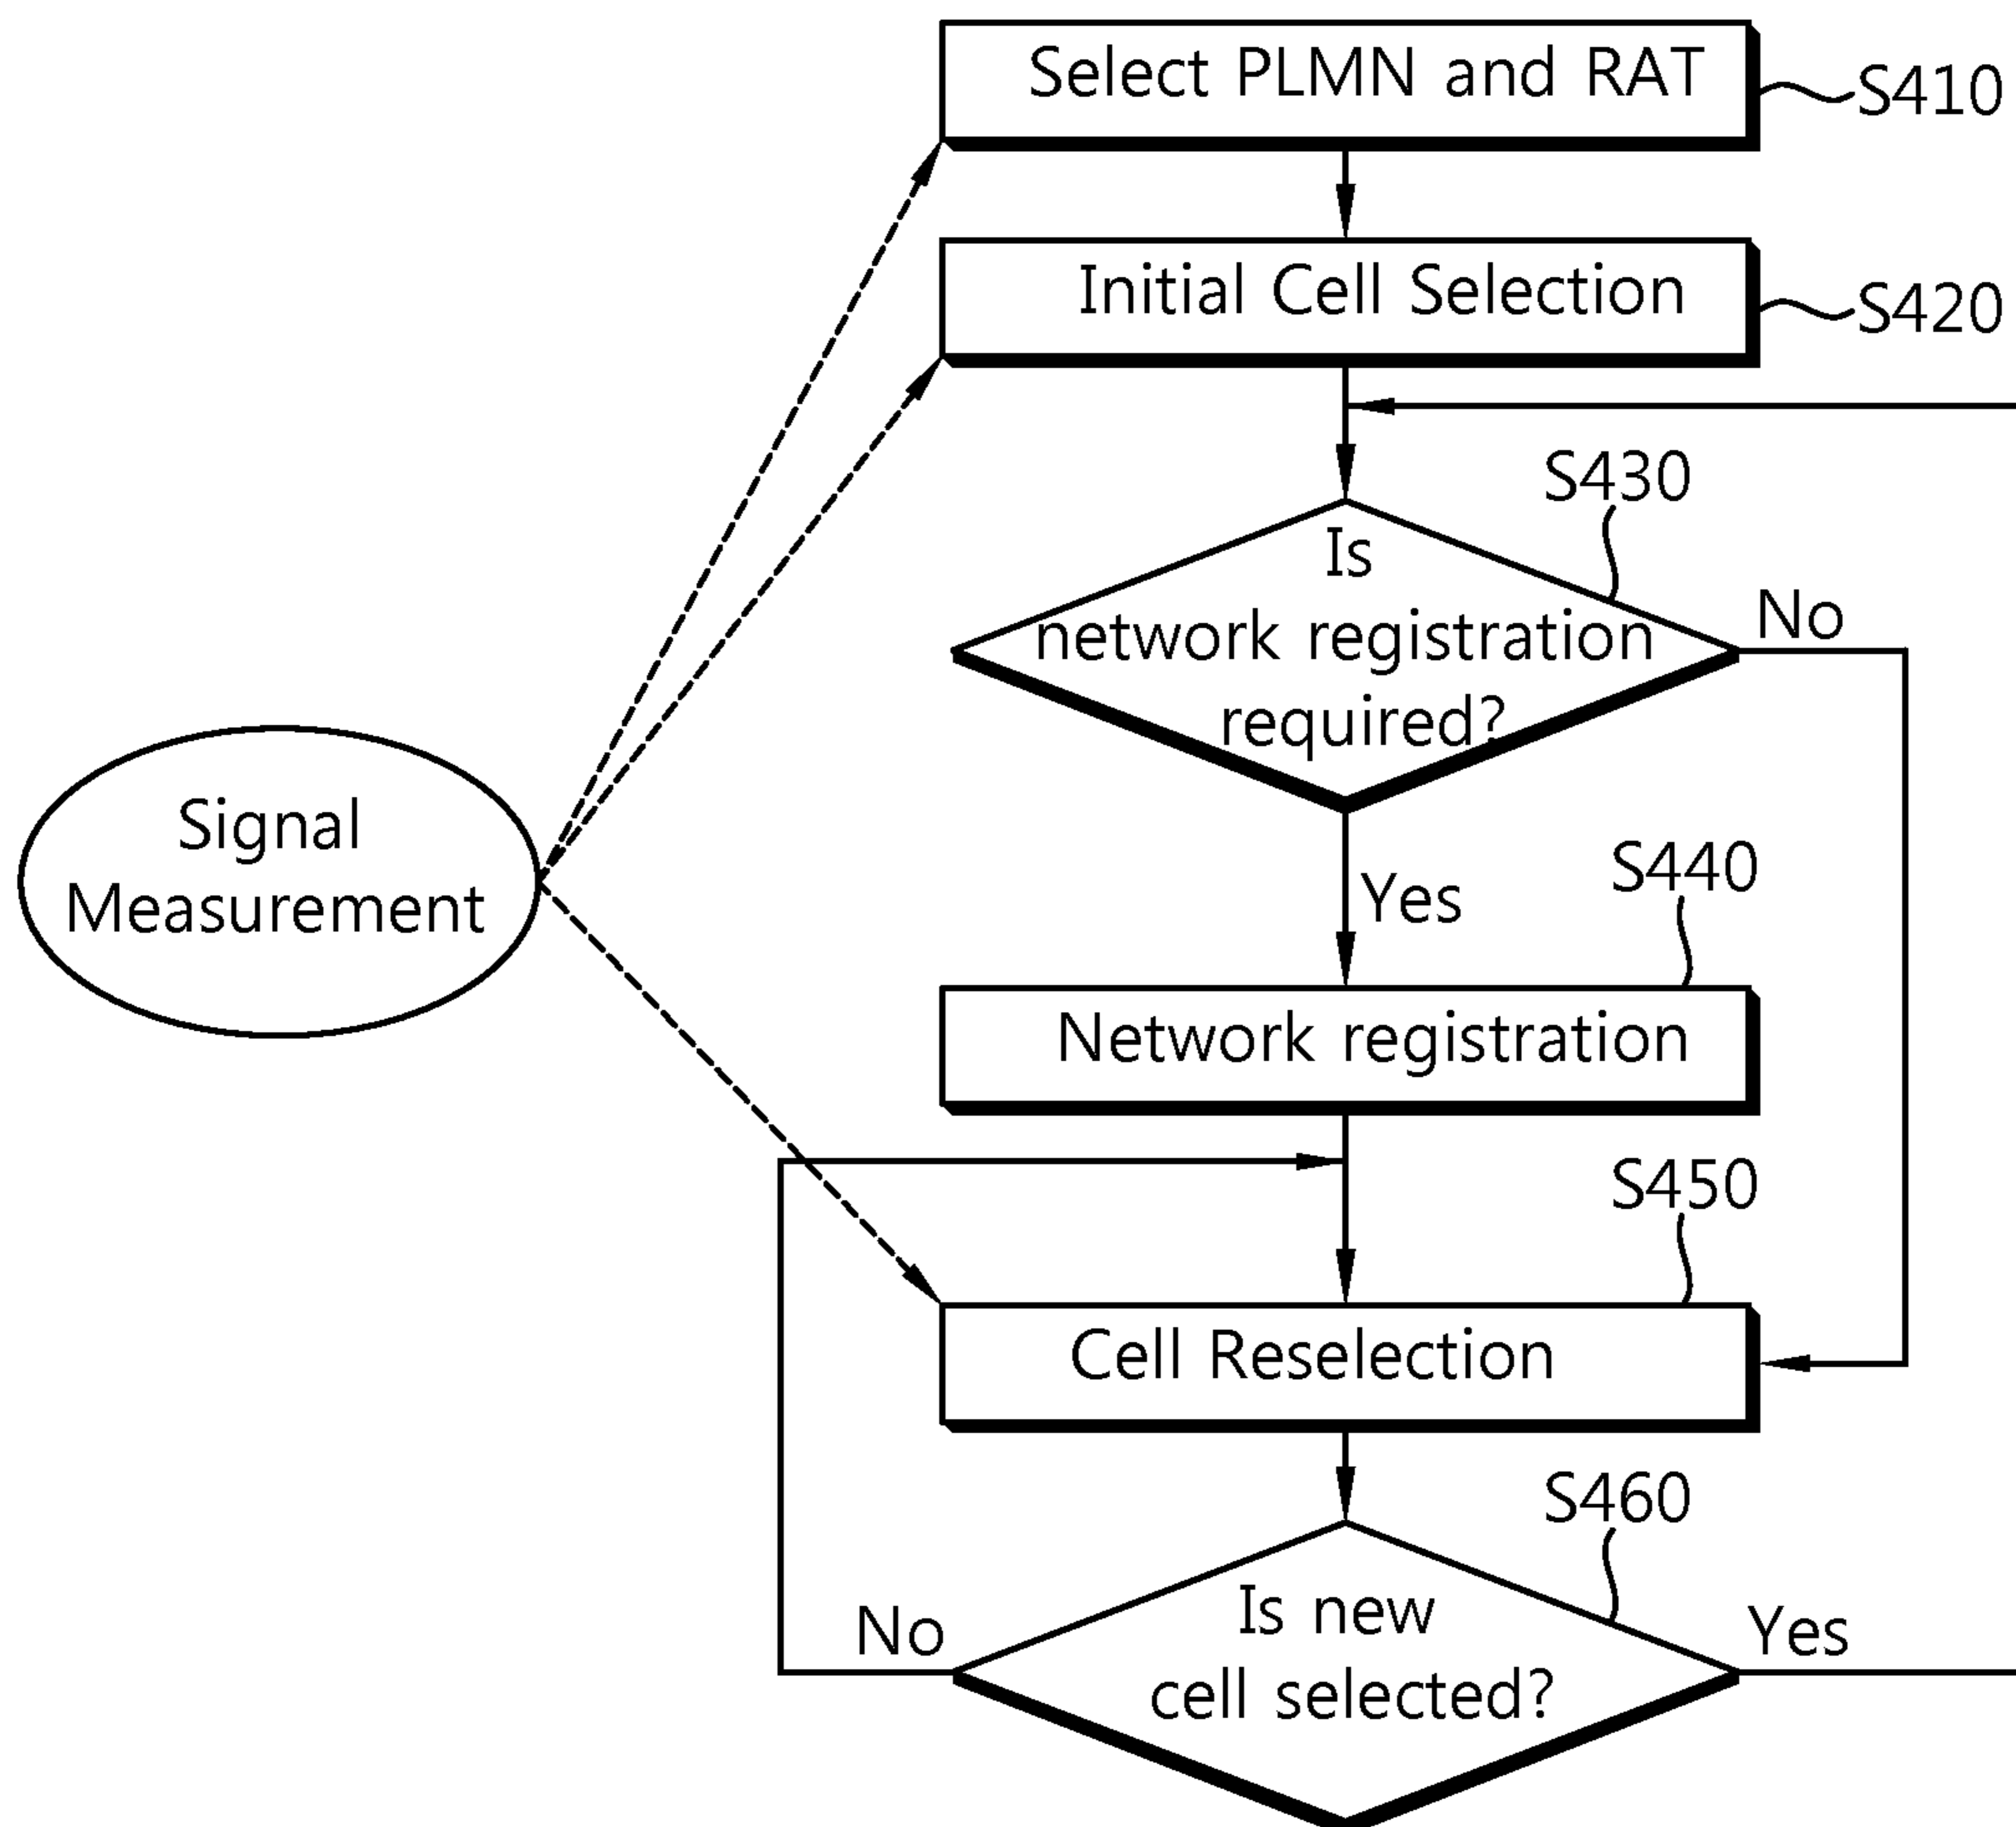 Select PLMN and RAT
S410
Initial Cell Selection
S420
S430
Is
network registration
required?
No
Signal
Measurement
Yes
S440
Network registration
S450
Cell Reselection
S460
Is new
cell selected?
No
Yes